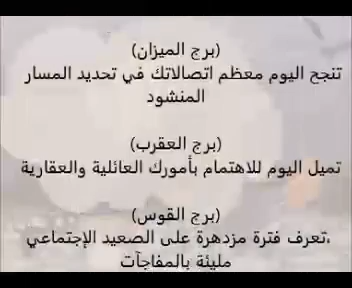 (برج الميزان)
تنجح اليوم معظم اتصالاتك في تحديد المسار
المنشود
(برج العقرب)
تميل اليوم للاهتمام بأمورك العائلية والعقارية
(برج القوس)
،تعرف فترة مزدهرة على الصعيد الإجتماعي
مليئة بالمفاجآت